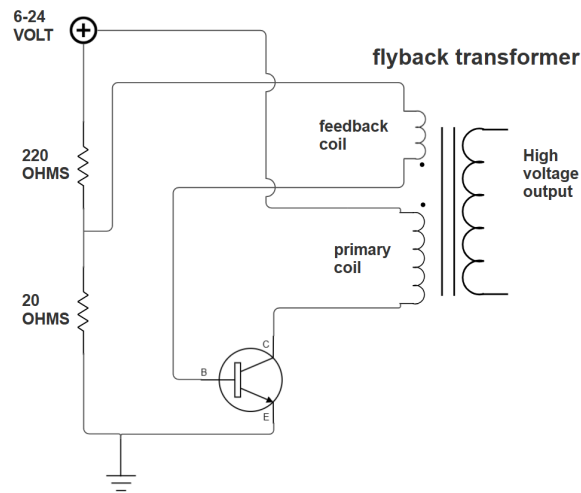 6-24
VOLT
flyback transformer
feedback
coil
220
OHMS
High
voltage
output
primary
coil
20
OHMS
C
B
E